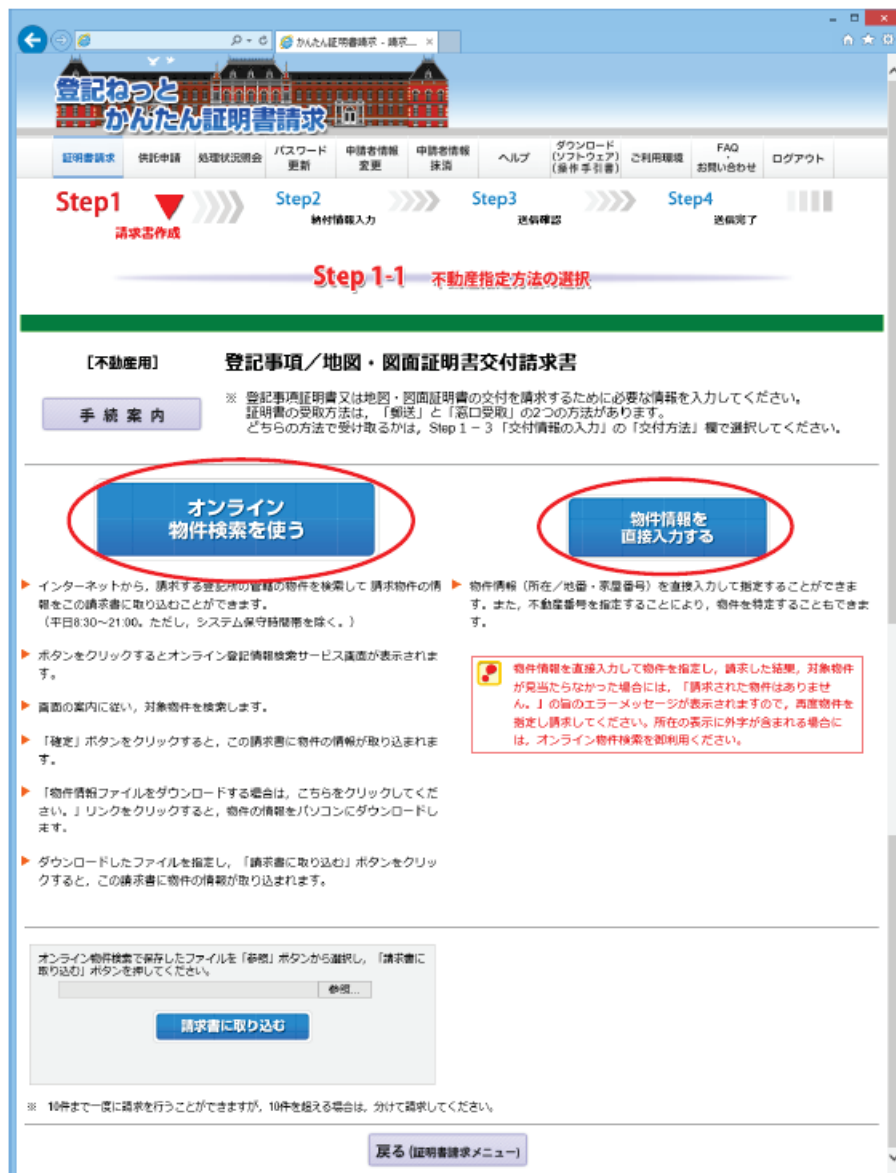 かんたん証明書請求 - 請求...
登記ねっと
かんたん証明書請求
証明書請求 供託申請 処理状況照会 パスワード更新 申請者情報変更 申請者情報抹消 ヘルプ ダウンロード(ソフトウェア)(操作手引書) ご利用環境 FAQ・お問い合わせ ログアウト
Step1 Step2 Step3 Step4
請求書作成 納付情報入力 送信確認 送信完了
Step 1-1 不動産指定方法の選択
[不動産用] 登記事項/地図・図面証明書交付請求書
手続案内
※ 登記事項証明書又は地図・図面証明書の交付を請求するために必要な情報を入力してください。
証明書の受取方法は,「郵送」と「窓口受取」の2つの方法があります。
どちらの方法で受け取るかは,Step 1-3「交付情報の入力」の「交付方法」欄で選択してください。
オンライン
物件検索を使う
インターネットから,請求する登記所の管轄の物件を検索して 請求物件の情
報をこの請求書に取り込むことができます。
(平日8:30~21:00。ただし,システム保守時間帯を除く。)
ボタンをクリックするとオンライン登記情報検索サービス画面が表示されま
す。
画面の案内に従い,対象物件を検索します。
「確定」ボタンをクリックすると,この請求書に物件の情報が取り込まれま
す。
「物件情報ファイルをダウンロードする場合は,こちらをクリックしてくだ
さい。」リンクをクリックすると,物件の情報をパソコンにダウンロードし
ます。
ダウンロードしたファイルを指定し,「請求書に取り込む」ボタンをクリッ
クすると,この請求書に物件の情報が取り込まれます。
物件情報を
直接入力する
物件情報(所在/地番・家屋番号)を直接入力して指定することができま
す。また,不動産番号を指定することにより,物件を特定することもできま
す。
物件情報を直接入力して物件を指定し,請求した結果,対象物件
が見当たらなかった場合には,「請求された物件はありませ
ん。」の旨のエラーメッセージが表示されますので,再度物件を
指定し請求してください。所在の表示に外字が含まれる場合に
は,オンライン物件検索を御利用ください。
オンライン物件検索で保存したファイルを「参照」ボタンから選択し,「請求書に
取り込む」ボタンを押してください。
参照...
請求書に取り込む
※ 10件まで一度に請求を行うことができますが,10件を超える場合は,分けて請求してください。
戻る(証明書請求メニュー)